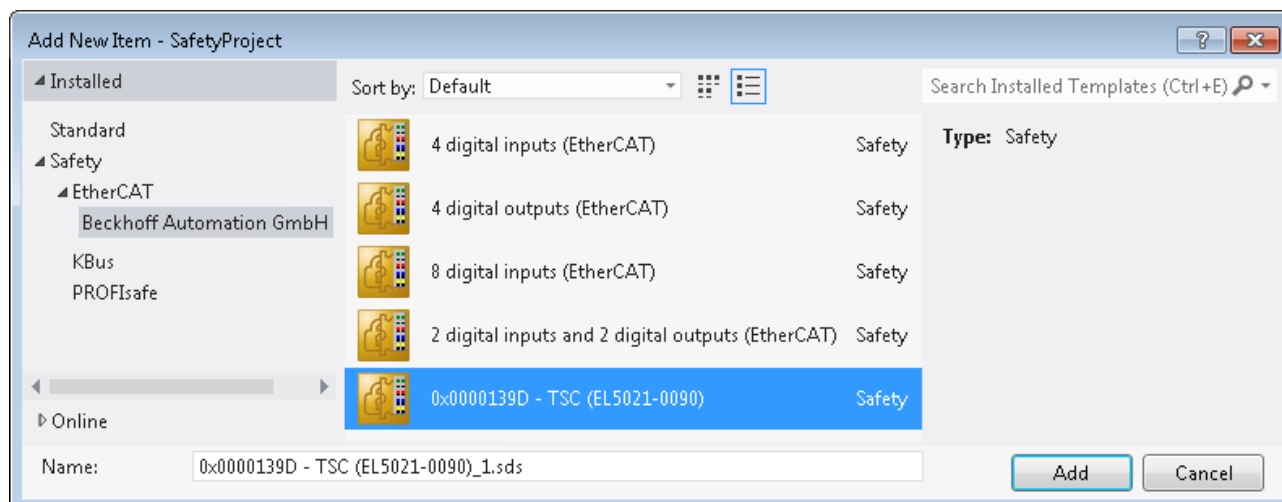 Add New Item - SafetyProject
Installed
Sort by: Default
Search Installed Templates (Ctrl+E)
Standard
Safety
EtherCAT
Beckhoff Automation GmbH
KBus
PROFIsafe
Online
4 digital inputs (EtherCAT) Safety
4 digital outputs (EtherCAT) Safety
8 digital inputs (EtherCAT) Safety
2 digital inputs and 2 digital outputs (EtherCAT) Safety
0x0000139D - TSC (EL5021-0090) Safety
Type: Safety
Name: 0x0000139D - TSC (EL5021-0090)_1.sds
Add Cancel